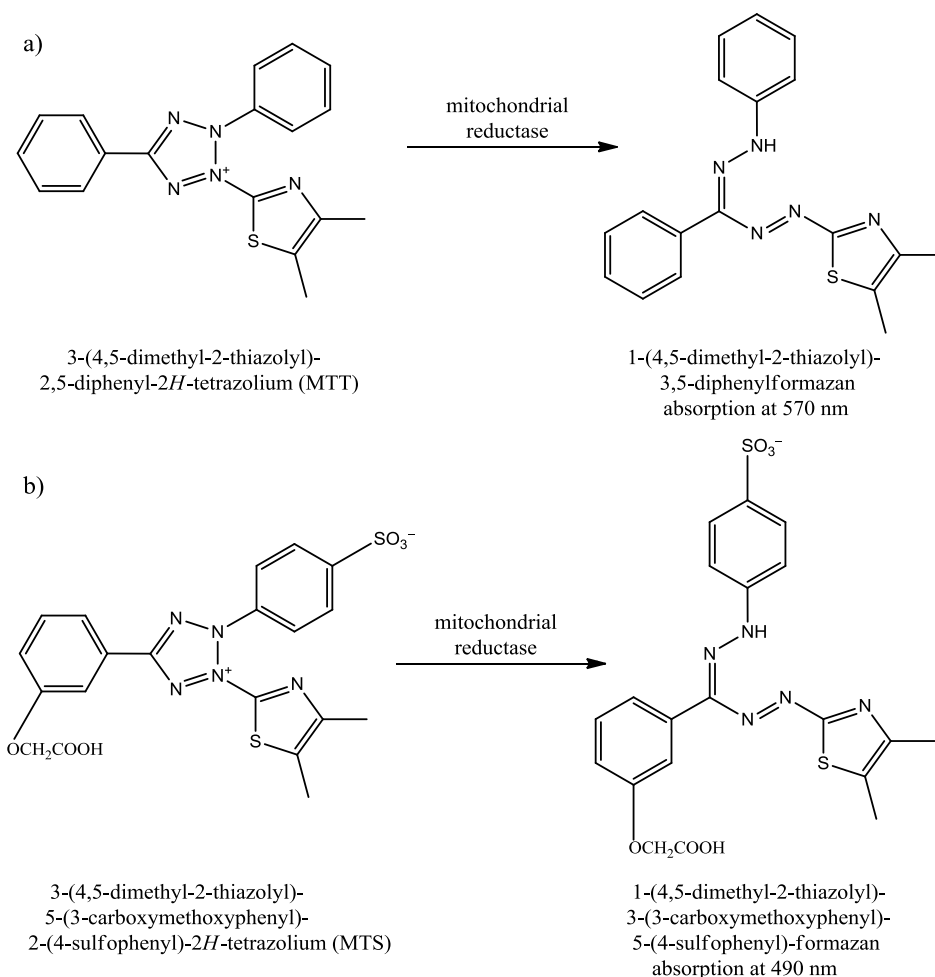 a)
N
N
N
N+
N
S
mitochondrial
reductase
NH
N
N
N
N
S
3-(4,5-dimethyl-2-thiazolyl)-
2,5-diphenyl-2H-tetrazolium (MTT)
1-(4,5-dimethyl-2-thiazolyl)-
3,5-diphenylformazan
absorption at 570 nm
b)
SO3−
N
N
N
N+
N
S
OCH2COOH
mitochondrial
reductase
SO3−
NH
N
N
N
N
S
OCH2COOH
3-(4,5-dimethyl-2-thiazolyl)-
5-(3-carboxymethoxyphenyl)-
2-(4-sulfophenyl)-2H-tetrazolium (MTS)
1-(4,5-dimethyl-2-thiazolyl)-
3-(3-carboxymethoxyphenyl)-
5-(4-sulfophenyl)-formazan
absorption at 490 nm